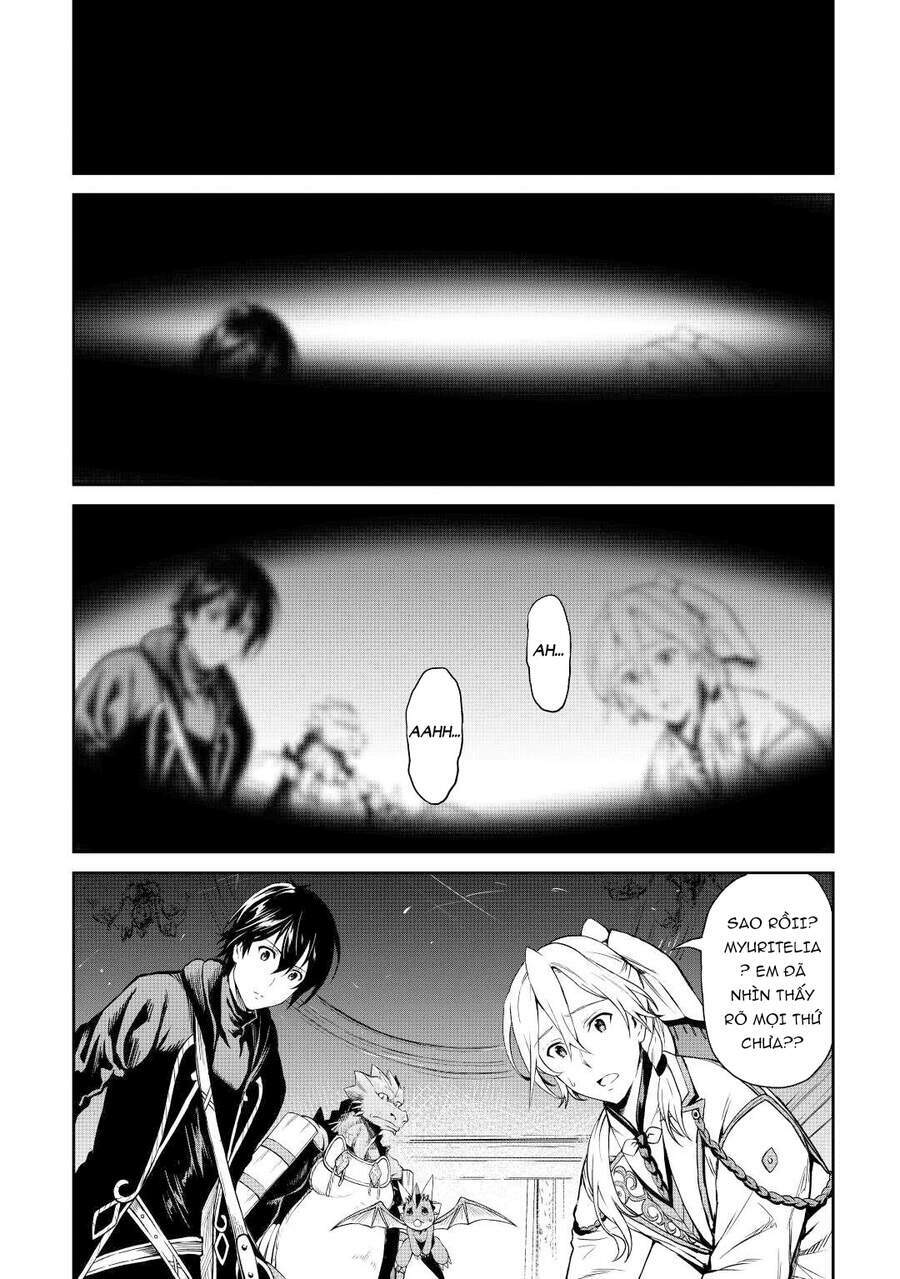 AH...
AAHH...
SAO RỒII?
MYURITELIA
? EM ĐÃ
NHÌN THẤY
RÕ MỌI THỨ
CHƯA??